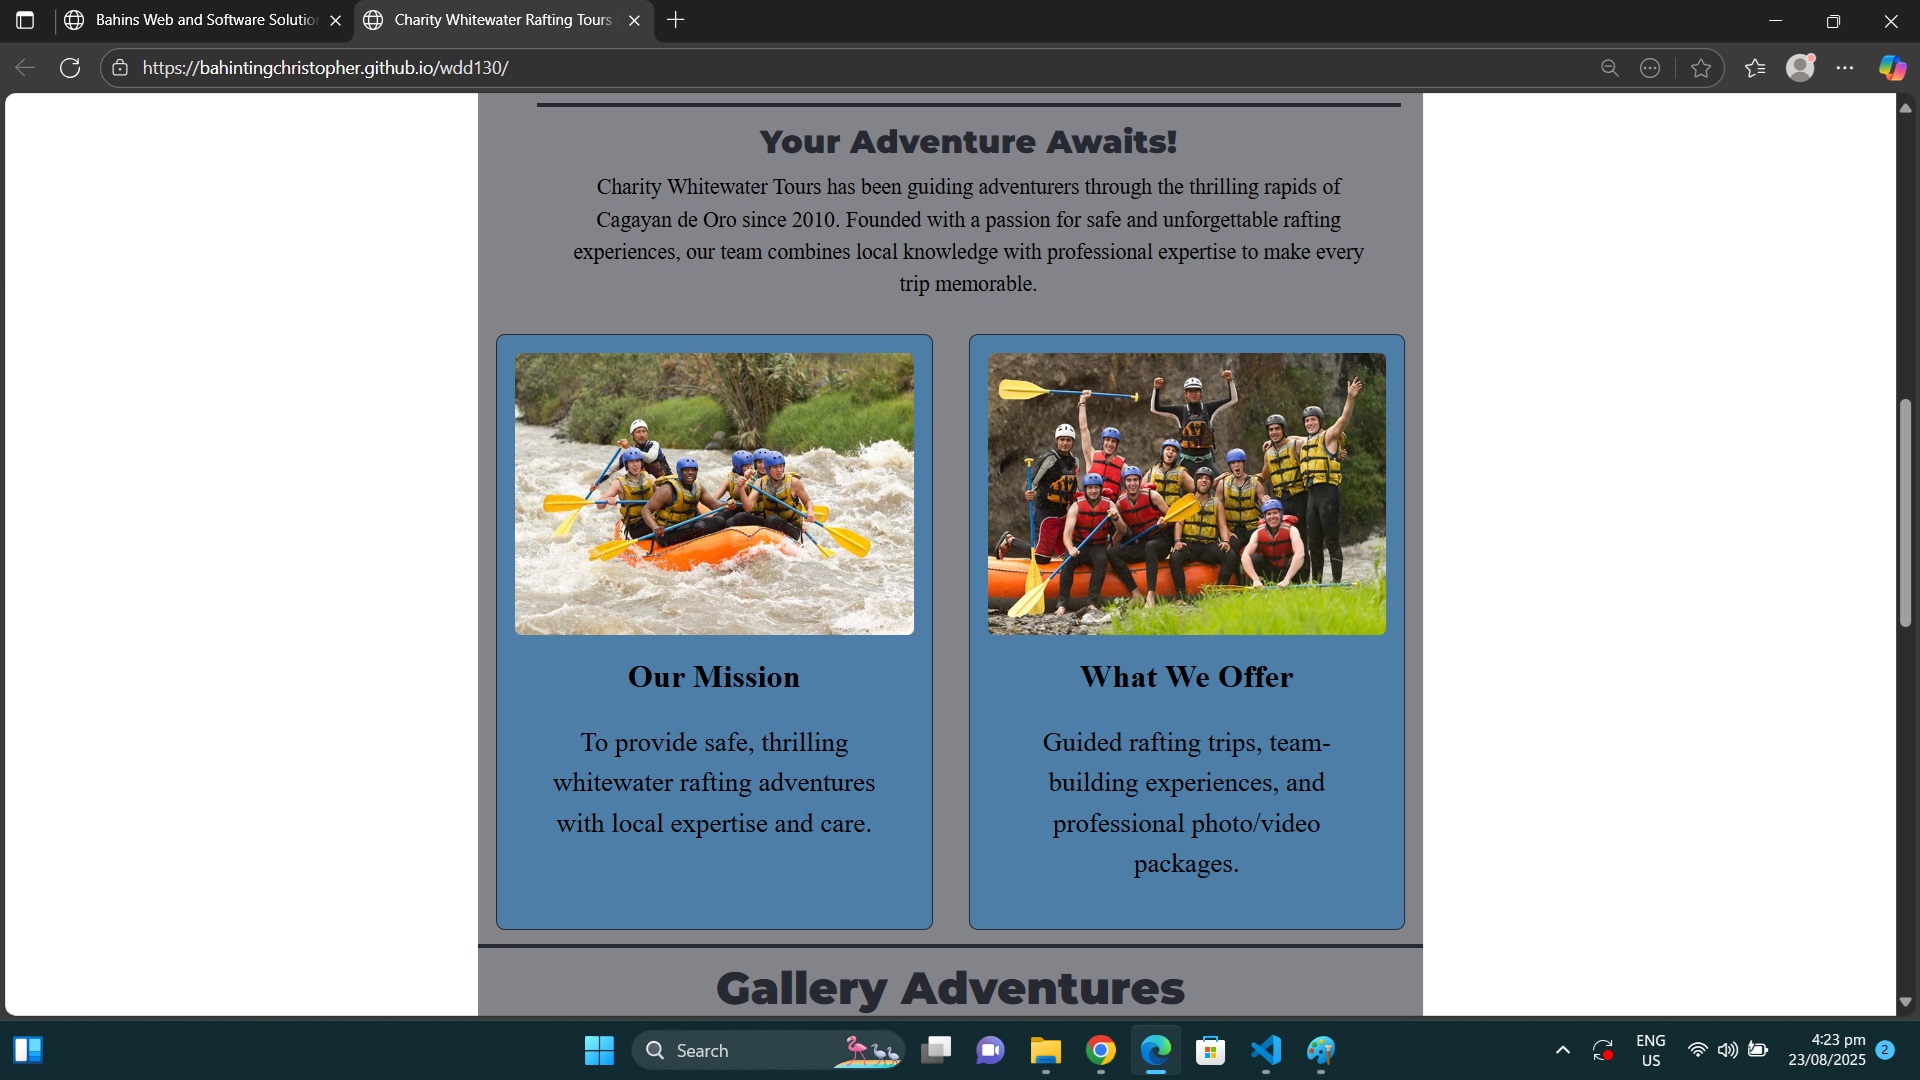 Bahins Web and Software Solutio
Charity Whitewater Rafting Tours
https://bahintingchristopher.github.io/wdd130/
Your Adventure Awaits!
Charity Whitewater Tours has been guiding adventurers through the thrilling rapids of
Cagayan de Oro since 2010. Founded with a passion for safe and unforgettable rafting
experiences, our team combines local knowledge with professional expertise to make every
trip memorable.
Our Mission
To provide safe, thrilling
whitewater rafting adventures
with local expertise and care.
What We Offer
Guided rafting trips, team-
building experiences, and
professional photo/video
packages.
Gallery Adventures
Search
ENG
US
4:23 pm
23/08/2025
2